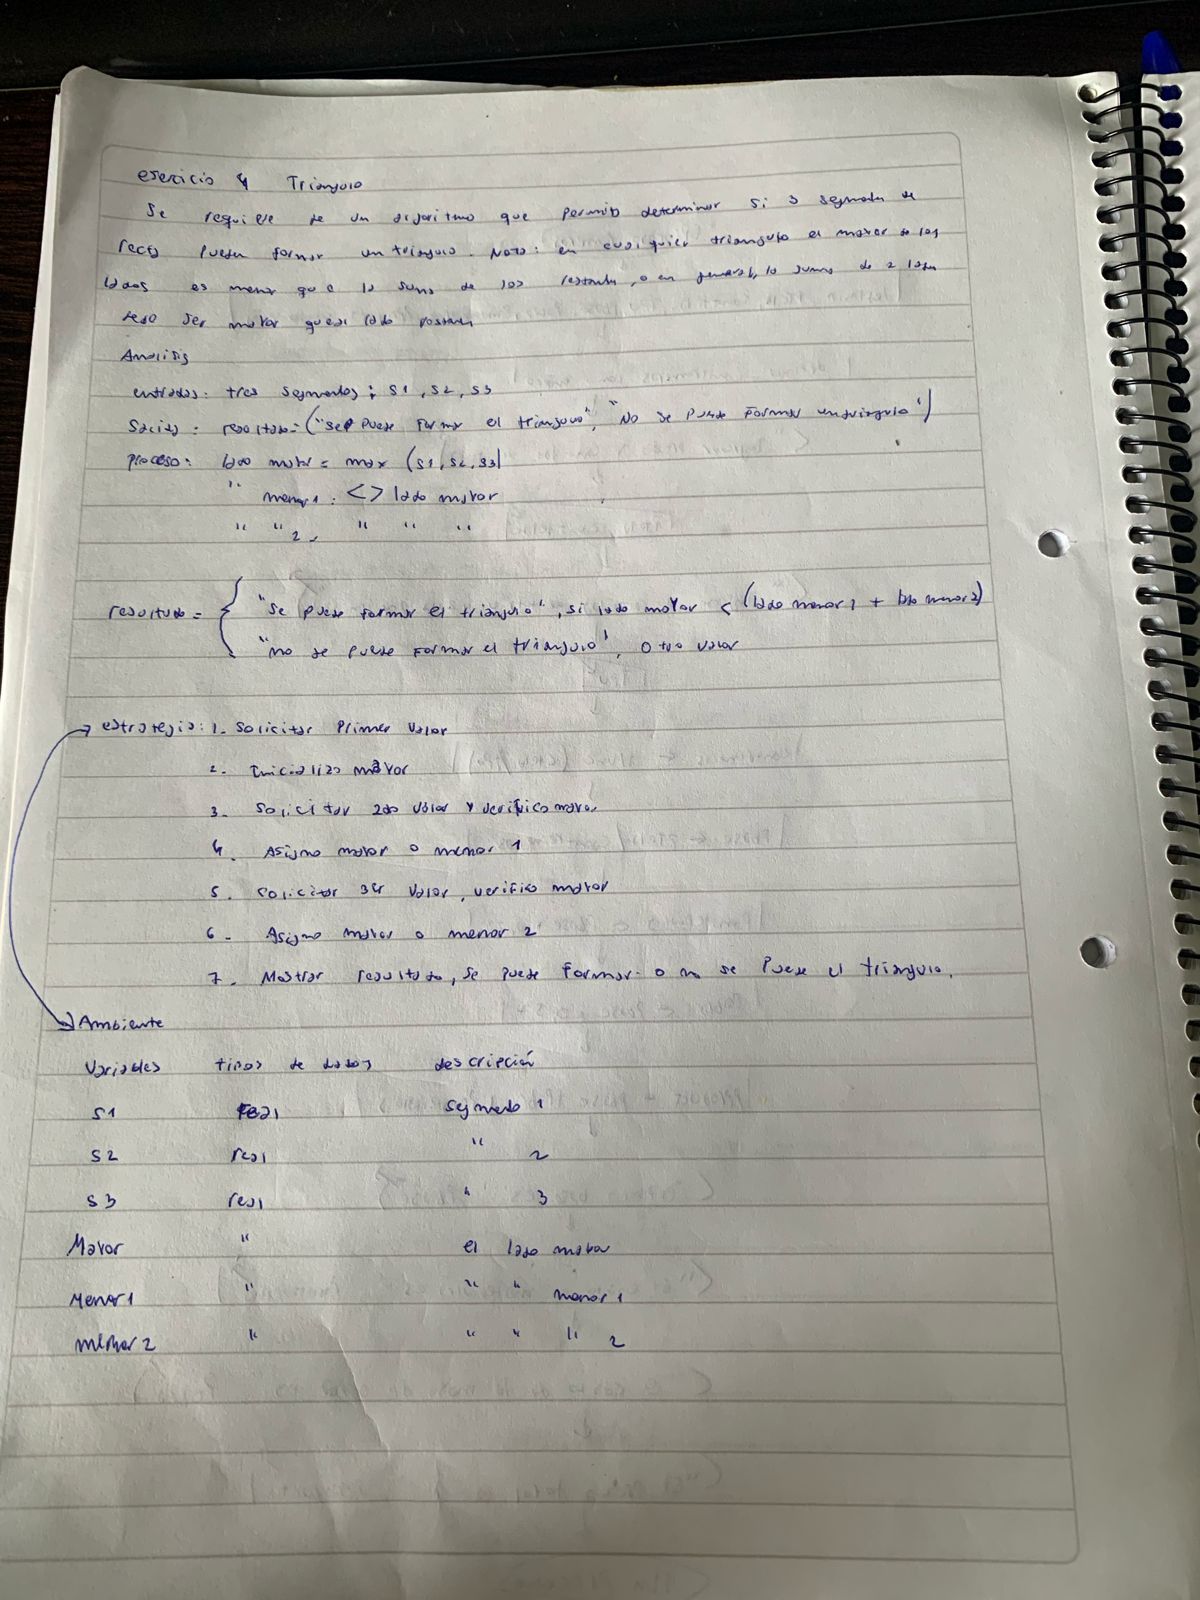 ejercicio 4 Triangulo
Se requiere de un algoritmo que permita determinar si 3 segmentos de
recta pueden formar un triangulo. Nota: en cualquier triangulo el mayor de los
lados es menor que la suma de los restantes, o en general, la suma de 2 lados
debe ser mayor que el lado restante
Analisis
entradas: tres segmentos: S1, S2, S3
Salida: resultado = ("se puede formar el triangulo", "No se puede formar un triangulo")
proceso: lado mayor = max (S1, S2, S3)
" menor 1: <> lado mayor
" " 2, " " "
resultado = { "Se puede formar el triangulo", si lado mayor < (lado menor 1 + lado menor 2)
"no se puede formar el triangulo", otro valor
estrategia: 1. Solicitar Primer Valor
2. Inicializo mayor
3. Solicitar 2do valor y verifico mayor
4. Asigno mayor o menor 1
5. Solicitar 3er valor, verifico mayor
6. Asigno mayor o menor 2
7. Mostrar resultado, se puede formar o no se puede el triangulo.
Ambiente
Variables tipos de datos descripción
S1 real segmento 1
S2 real " 2
S3 real " 3
Mayor " el lado mayor
Menor 1 " " " menor 1
menor 2 " " " " 2